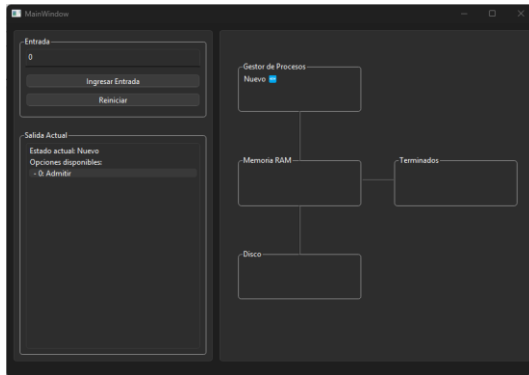 MainWindow
Entrada
0
Ingresar Entrada
Reiniciar
Salida Actual
Estado actual: Nuevo
Opciones disponibles:
- 0: Admitir
Gestor de Procesos
Nuevo
Memoria RAM
Terminados
Disco